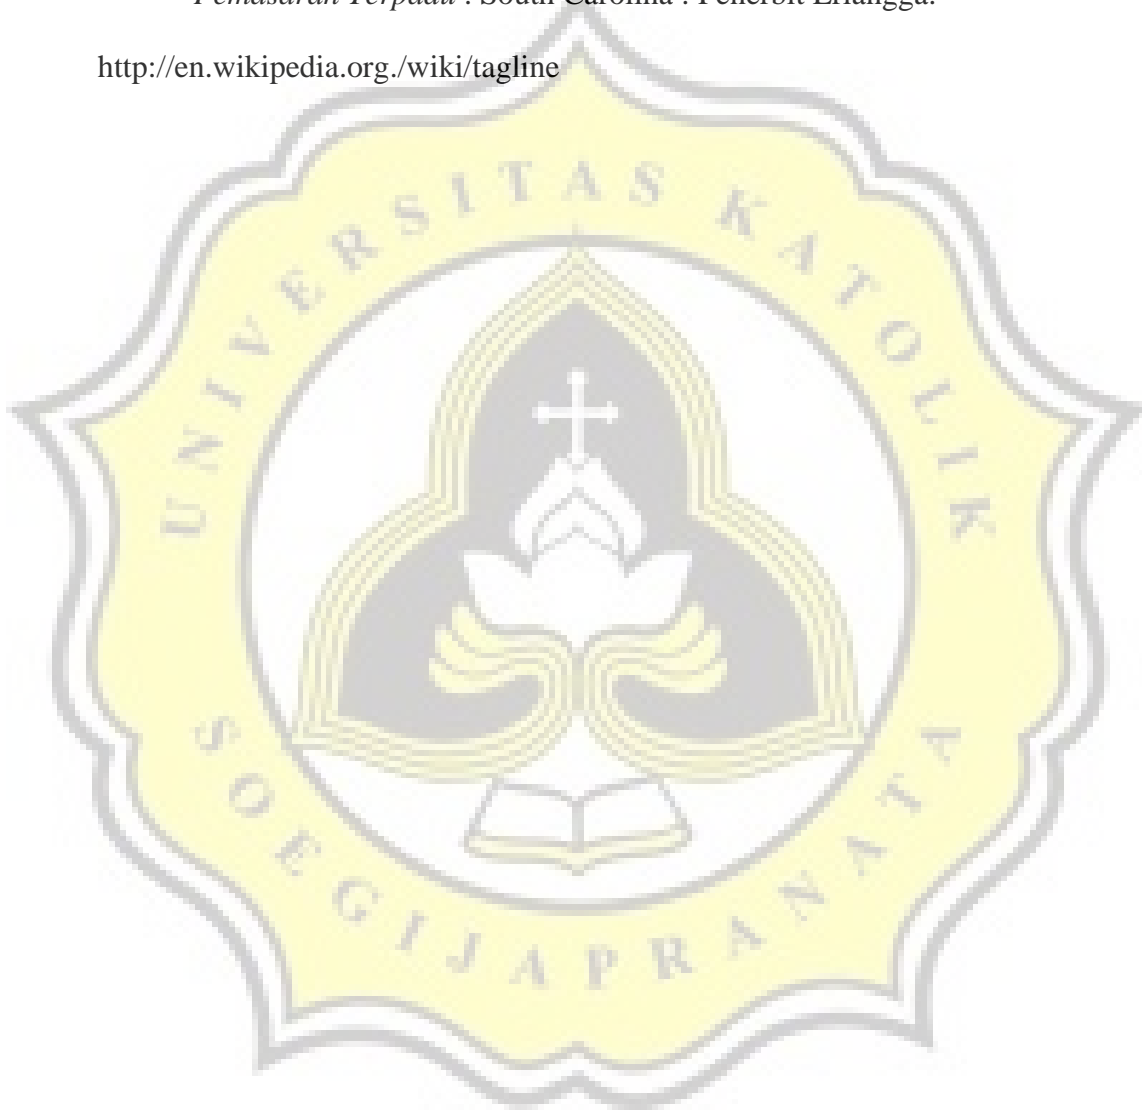 Pemasaran Terpadu . South Carolina : Penerbit Erlangga.
http://en.wikipedia.org./wiki/tagline
UNIVERSITAS KATOLIK
SOEGIJAPRANATA